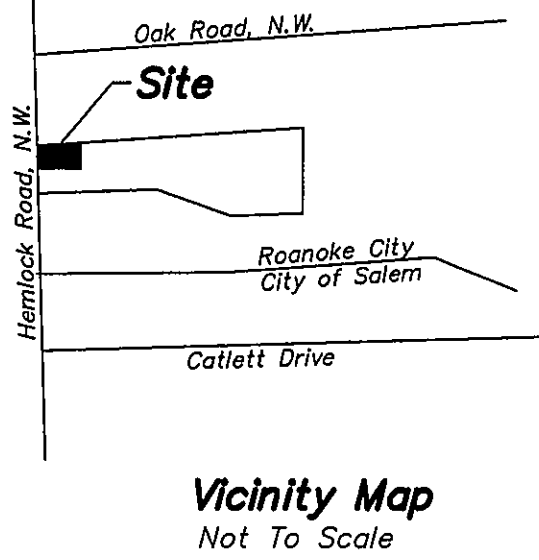 Oak Road, N.W.
Site
Hemlock Road, N.W.
Roanoke City
City of Salem
Catlett Drive
Vicinity Map
Not To Scale